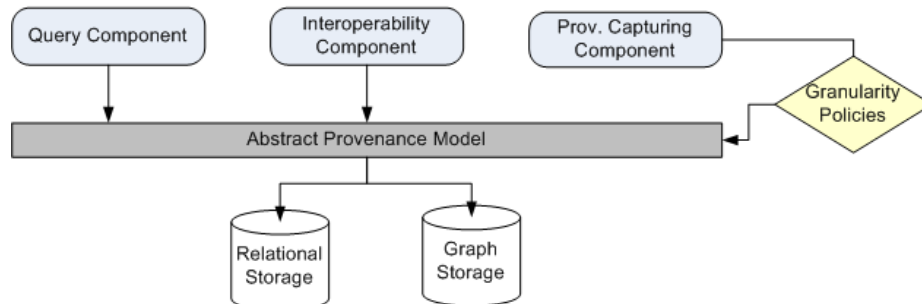 Query Component
Interoperability
Component
Prov. Capturing
Component
Granularity
Policies
Abstract Provenance Model
Relational
Storage
Graph
Storage